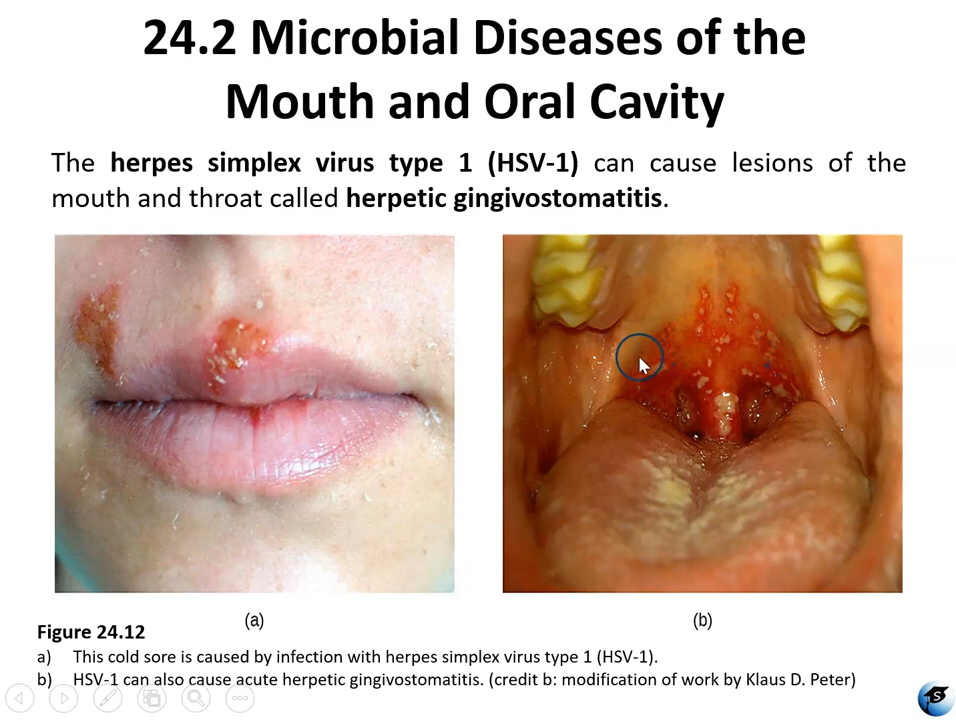 24.2 Microbial Diseases of the
Mouth and Oral Cavity
The herpes simplex virus type 1 (HSV-1) can cause lesions of the
mouth and throat called herpetic gingivostomatitis.
(a)
(b)
Figure 24.12
a) This cold sore is caused by infection with herpes simplex virus type 1 (HSV-1).
b) HSV-1 can also cause acute herpetic gingivostomatitis. (credit b: modification of work by Klaus D. Peter)
S